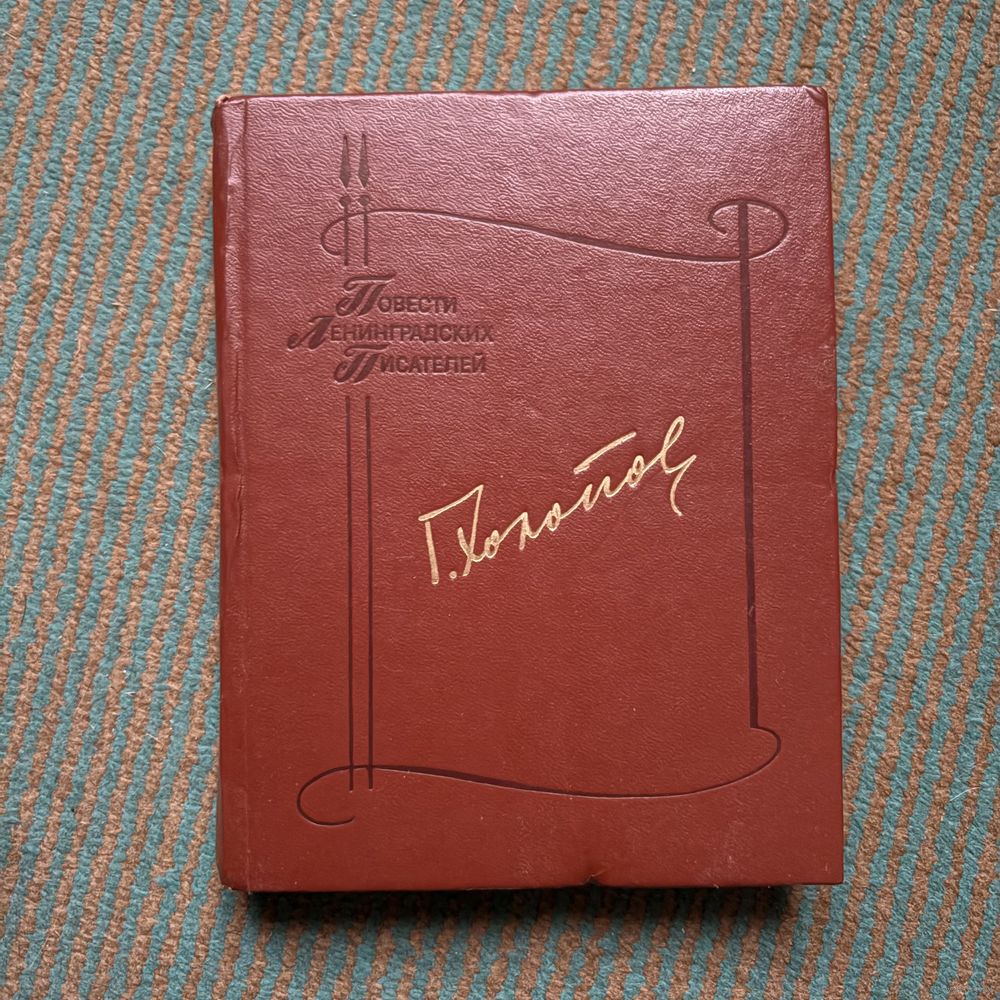 Повести
Ленинградских
Писателей
Г. Холопов